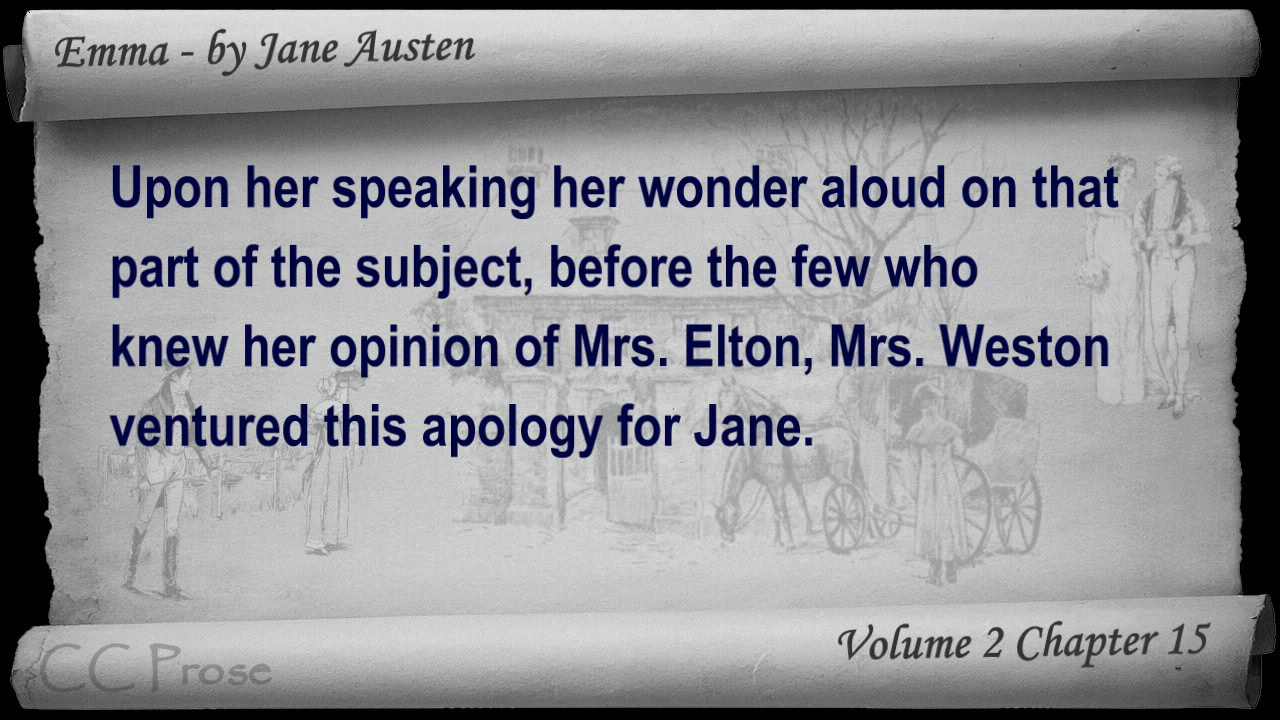 Emma - by Jane Austen
Upon her speaking her wonder aloud on that
part of the subject, before the few who
knew her opinion of Mrs. Elton, Mrs. Weston
ventured this apology for Jane.
Volume 2 Chapter 15
CC Prose